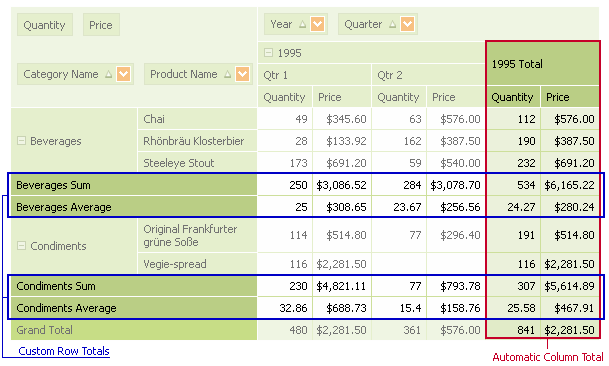 Quantity Price Year Quarter
1995 1995 Total
Category Name Product Name Qtr 1 Qtr 2
Quantity Price Quantity Price Quantity Price
Chai 49 $345.60 63 $576.00 112 $576.00
Beverages Rhönbräu Klosterbier 28 $133.92 162 $387.50 190 $387.50
Steeleye Stout 173 $691.20 59 $540.00 232 $691.20
Beverages Sum 250 $3,086.52 284 $3,078.70 534 $6,165.22
Beverages Average 25 $308.65 23.67 $256.56 24.27 $280.24
Condiments Original Frankfurter 114 $514.80 77 $296.40 191 $514.80
grüne Soße
Vegie-spread 116 $2,281.50 116 $2,281.50
Condiments Sum 230 $4,821.11 77 $793.78 307 $5,614.89
Condiments Average 32.86 $688.73 15.4 $158.76 25.58 $467.91
Grand Total 480 $2,281.50 361 $576.00 841 $2,281.50
Custom Row Totals Automatic Column Total